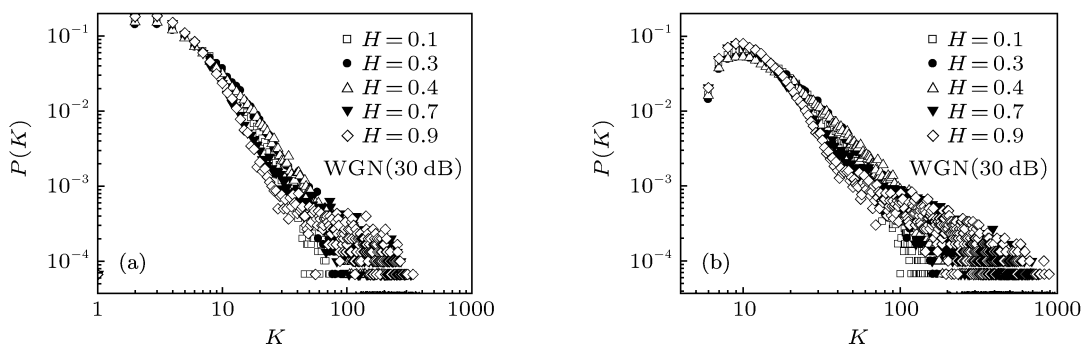 10⁻¹
10⁻²
10⁻³
10⁻⁴
P(K)
H = 0.1
H = 0.3
H = 0.4
H = 0.7
H = 0.9
WGN(30 dB)
(a)
1 10 100 1000
K
10⁻¹
10⁻²
10⁻³
10⁻⁴
P(K)
H = 0.1
H = 0.3
H = 0.4
H = 0.7
H = 0.9
WGN(30 dB)
(b)
10 100 1000
K